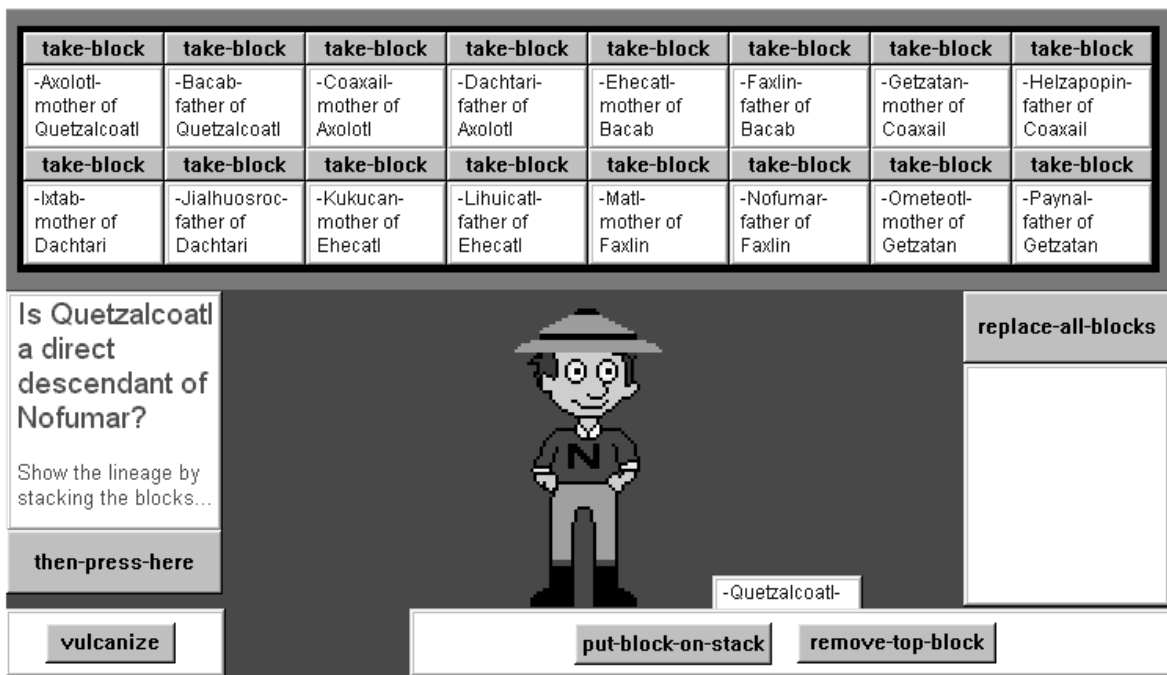 take-block take-block take-block take-block take-block take-block take-block take-block
-Axolotl- -Bacab- -Coaxail- -Dachtari- -Ehecatl- -Faxlin- -Getzatan- -Helzapopin-
mother of father of mother of father of mother of father of mother of father of
Quetzalcoatl Quetzalcoatl Axolotl Axolotl Bacab Bacab Coaxail Coaxail
take-block take-block take-block take-block take-block take-block take-block take-block
-Ixtab- -Jialhuosroc- -Kukucan- -Lihuicatl- -Matl- -Nofumar- -Ometeotl- -Paynal-
mother of father of mother of father of mother of father of mother of father of
Dachtari Dachtari Ehecatl Ehecatl Faxlin Faxlin Getzatan Getzatan
Is Quetzalcoatl
a direct
descendant of
Nofumar?
Show the lineage by
stacking the blocks...
then-press-here
vulcanize
N
-Quetzalcoatl-
put-block-on-stack remove-top-block
replace-all-blocks